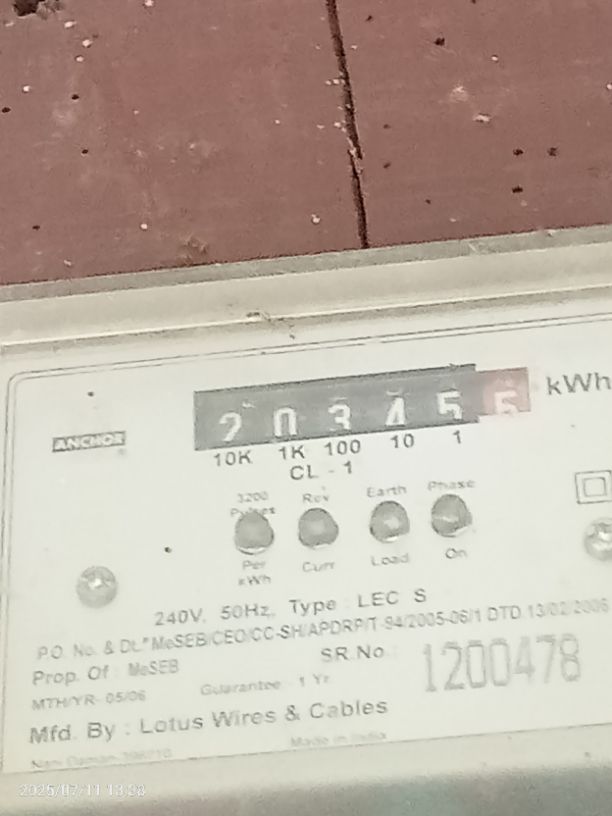 kWh
2 0 3 4 5 5
ANCHOR
10K 1K 100 10 1
CL - 1
3200 Pulses Per kWh
Rev Curr
Earth Load
Phase On
240V, 50Hz, Type : LEC S
P.O. No. & Dt." MeSEB/CEO/CC-SH/APDRP/T-94/2005-06/1 DTD. 13/02/2006
Prop. Of : MeSEB
SR.No : 1200478
MTH/YR- 05/06
Guarantee : 1 Yr.
Mfd. By : Lotus Wires & Cables
Made in India
2025/07/11